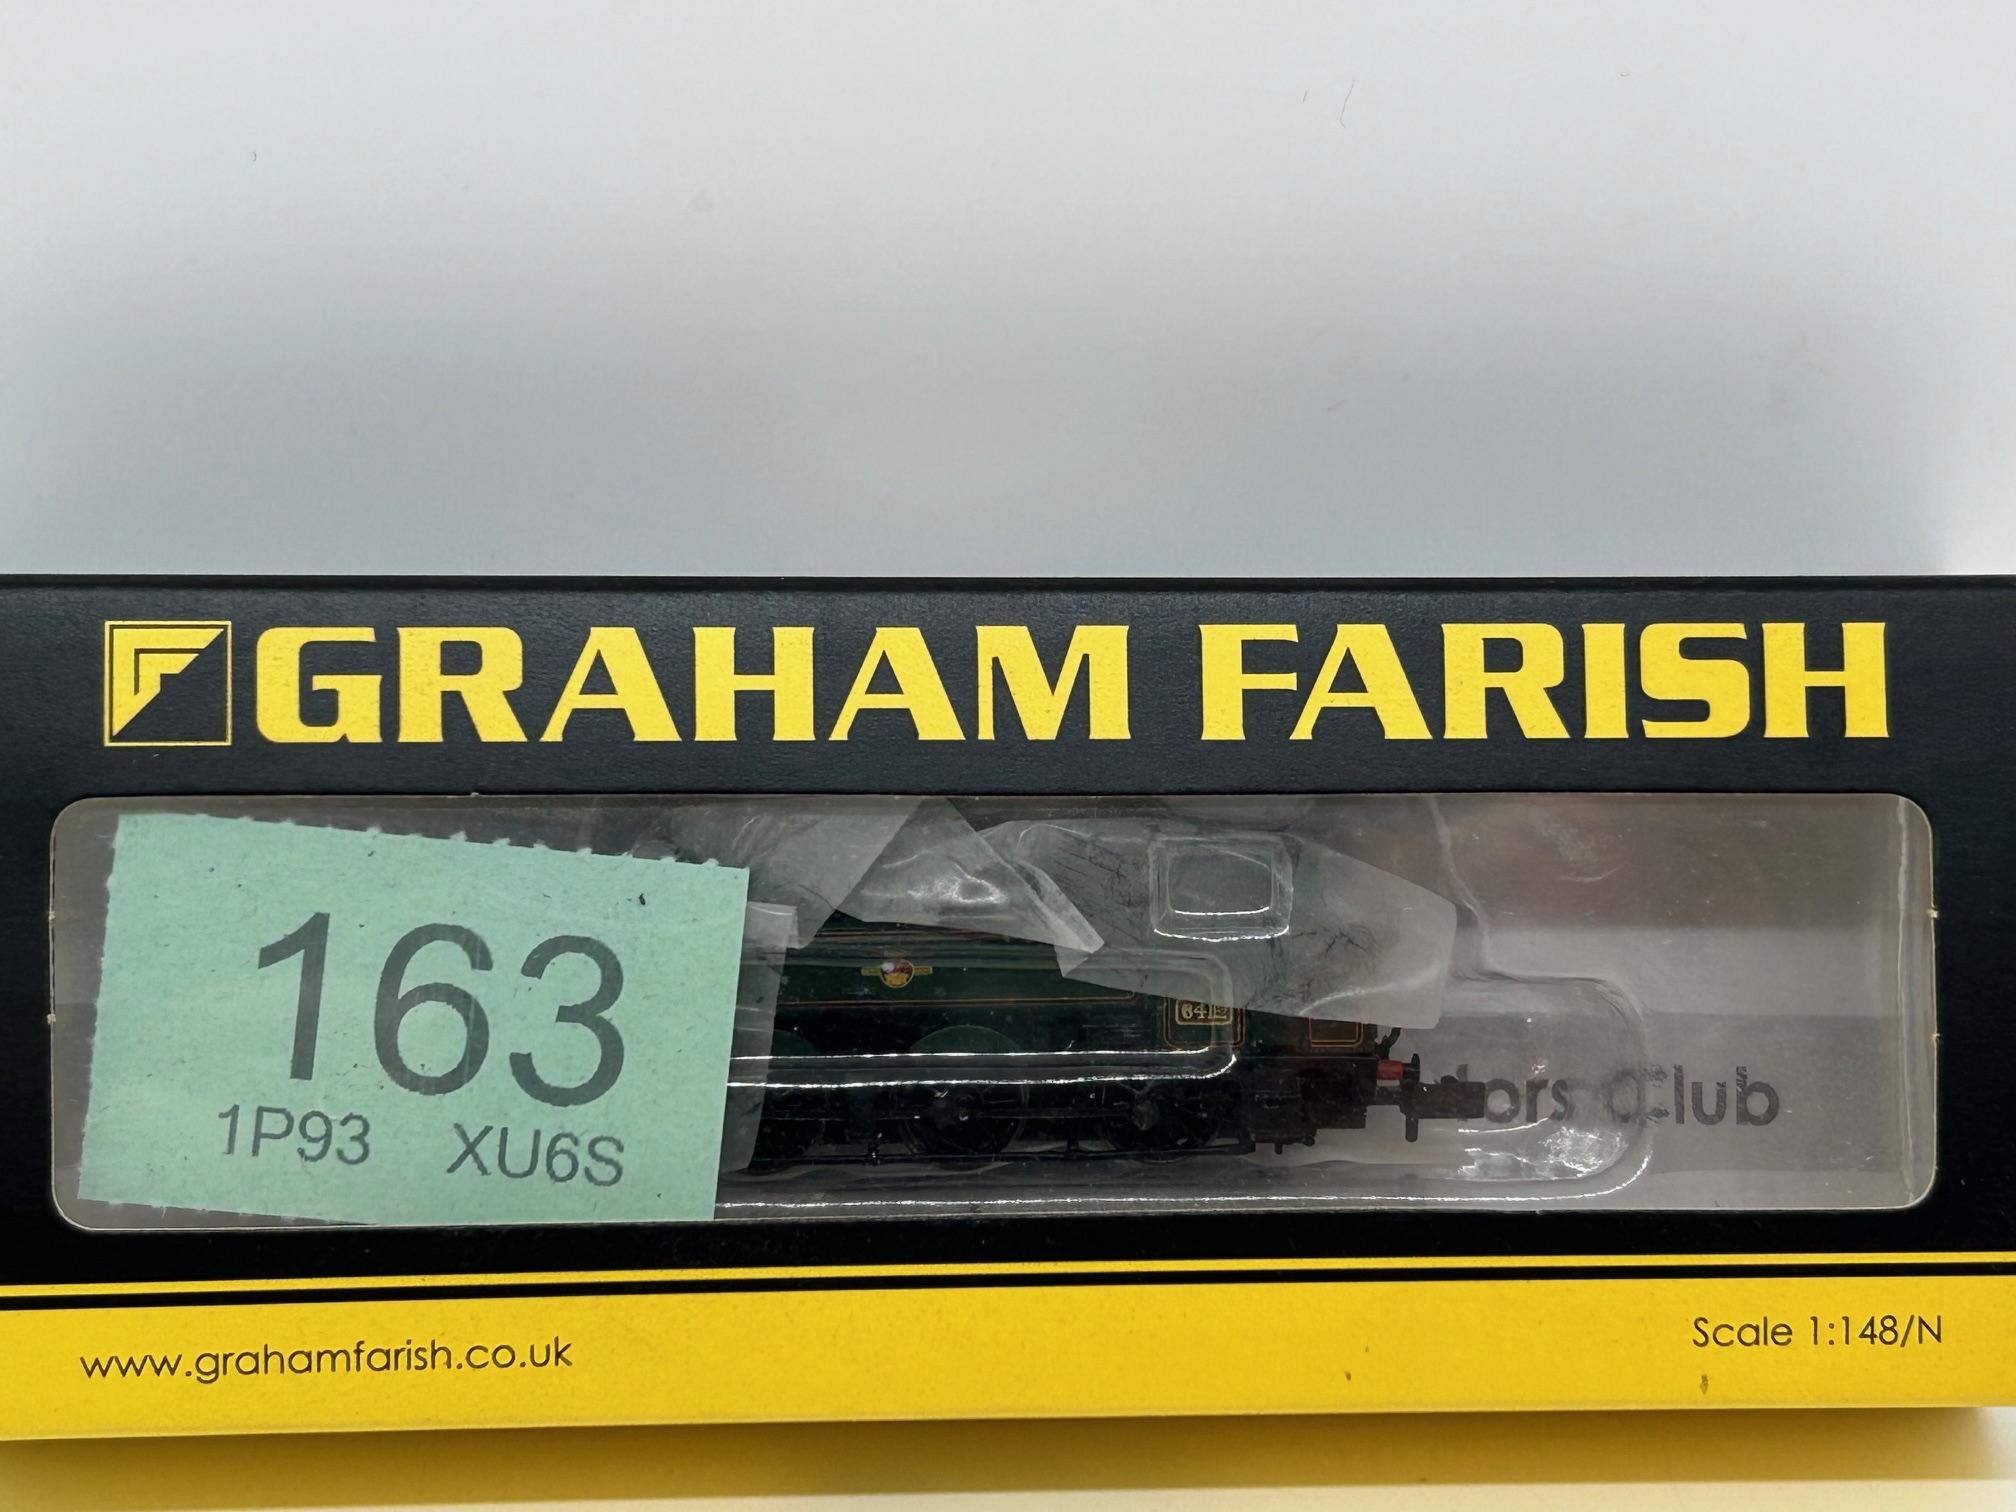 GRAHAM FARISH
163
1P93 XU6S
Club
www.grahamfarish.co.uk
Scale 1:148/N